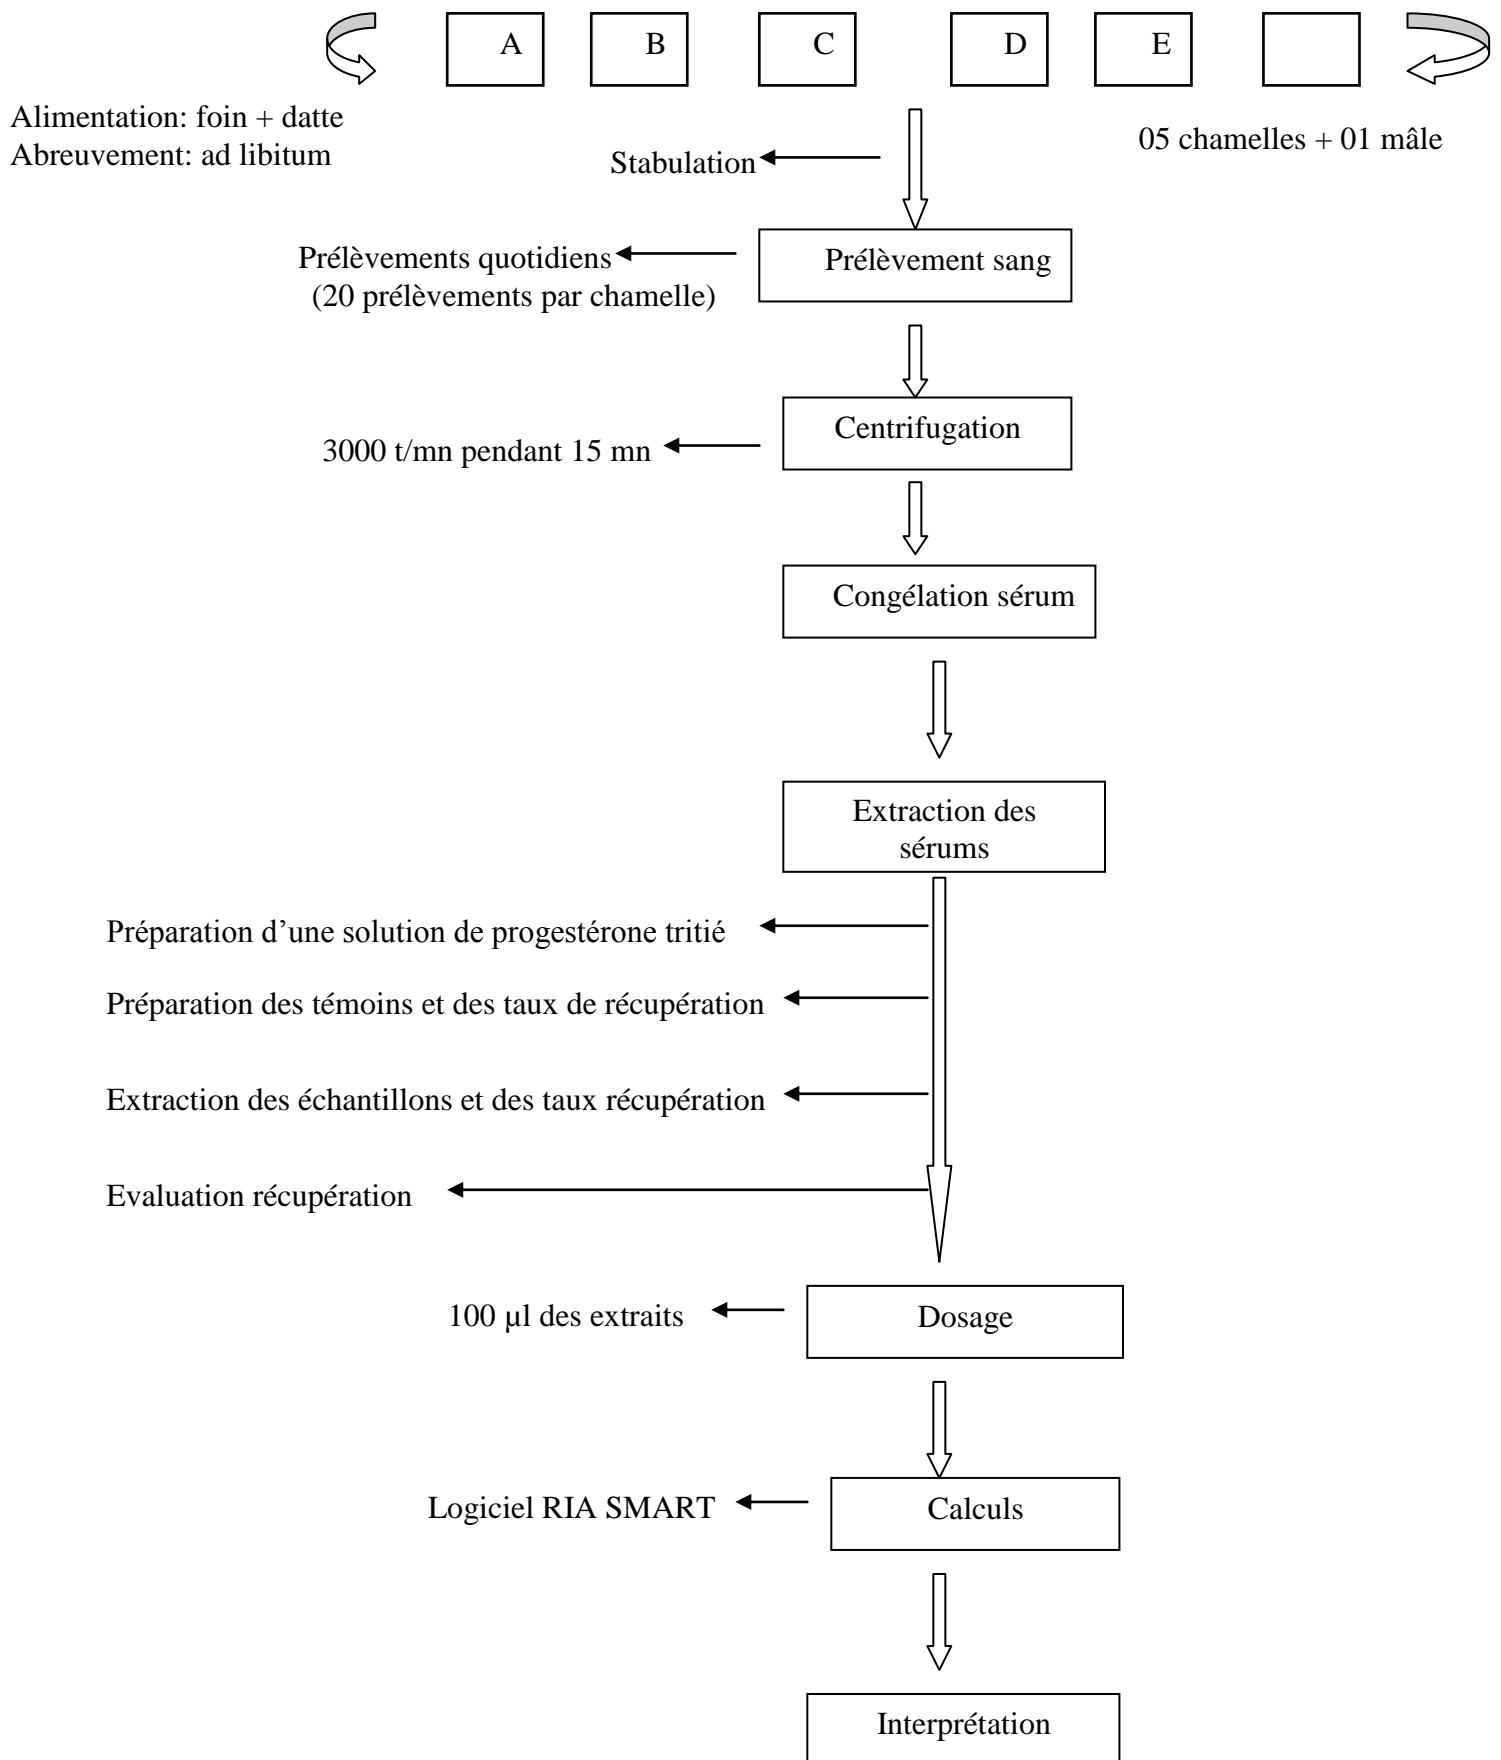 A
B
C
D
E
Alimentation: foin + datte
Abreuvement: ad libitum
05 chamelles + 01 mâle
Stabulation
Prélèvements quotidiens
(20 prélèvements par chamelle)
Prélèvement sang
3000 t/mn pendant 15 mn
Centrifugation
Congélation sérum
Extraction des
sérums
Préparation d’une solution de progestérone tritié
Préparation des témoins et des taux de récupération
Extraction des échantillons et des taux récupération
Evaluation récupération
100 µl des extraits
Dosage
Logiciel RIA SMART
Calculs
Interprétation